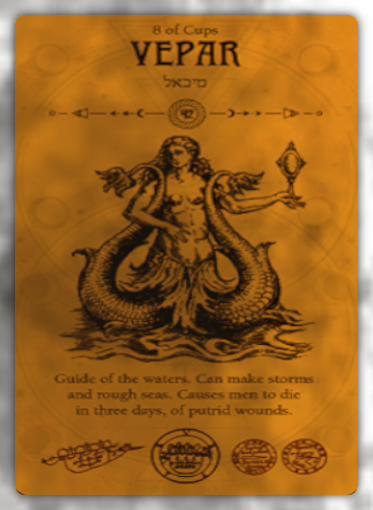 8 of Cups
VEPAR
מיכאל
42
Guide of the waters. Can make storms
and rough seas. Causes men to die
in three days, of putrid wounds.